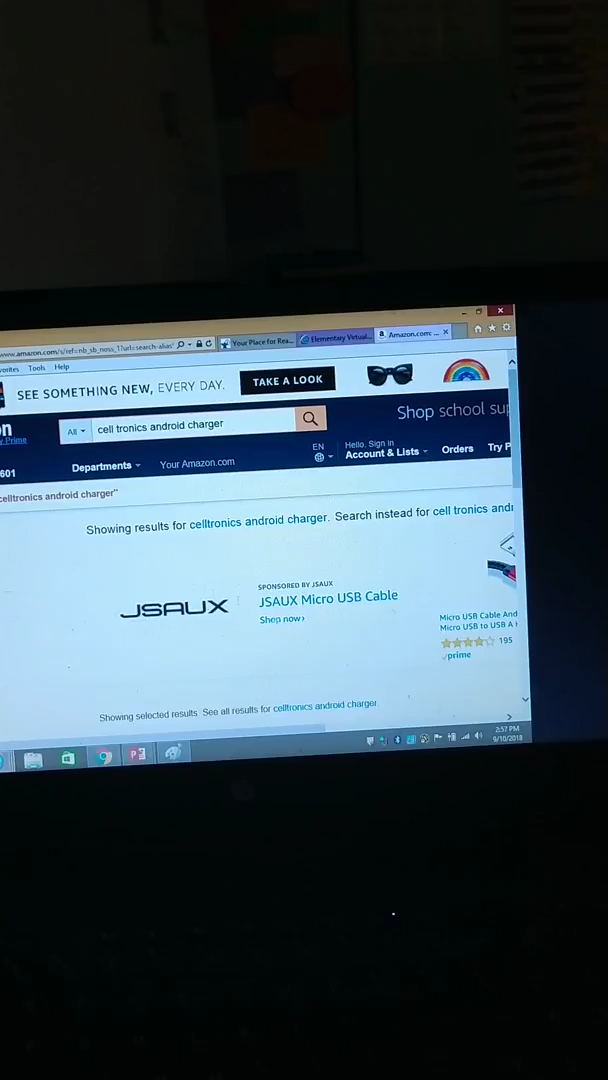 www.amazon.com/s/ref=nb_sb_noss_1?url=search-alias
Your Place for Rea...
Elementary Virtual...
Amazon.com: ...
Tools Help
SEE SOMETHING NEW, EVERY DAY.
TAKE A LOOK
All
cell tronics android charger
Shop school sup
y Prime
601
Departments
Your Amazon.com
EN
Hello. Sign in
Account & Lists
Orders
Try P
celltronics android charger"
Showing results for celltronics android charger. Search instead for cell tronics andr
JSAUX
SPONSORED BY JSAUX
JSAUX Micro USB Cable
Shop now ›
Micro USB Cable And
Micro USB to USB A
195
prime
Showing selected results. See all results for celltronics android charger.
2:57 PM
9/10/2018